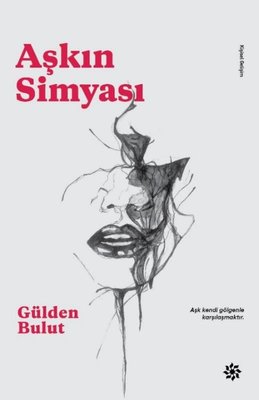 Aşkın
Simyası
Kişisel Gelişim
Gülden
Bulut
Aşk kendi gölgenle
karşılaşmaktır.